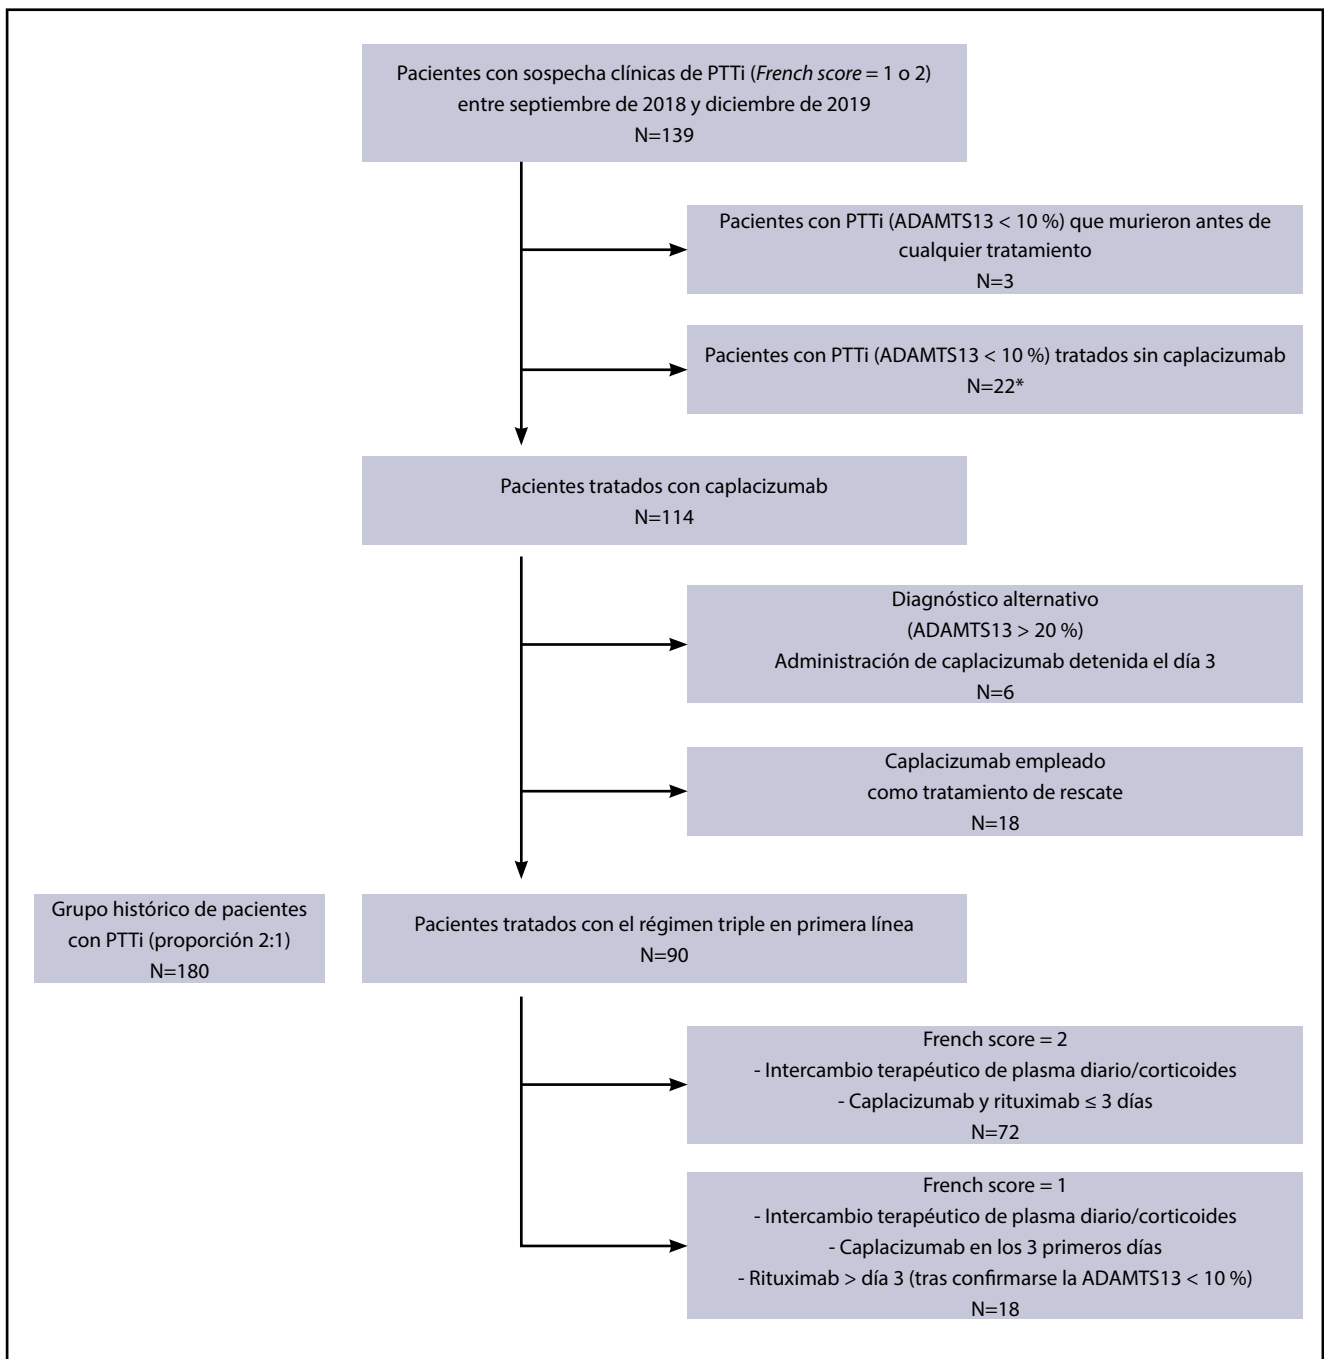 Pacientes con sospecha clínicas de PTTi (French score = 1 o 2)
entre septiembre de 2018 y diciembre de 2019
N=139
Pacientes con PTTi (ADAMTS13 < 10 %) que murieron antes de
cualquier tratamiento
N=3
Pacientes con PTTi (ADAMTS13 < 10 %) tratados sin caplacizumab
N=22*
Pacientes tratados con caplacizumab
N=114
Diagnóstico alternativo
(ADAMTS13 > 20 %)
Administración de caplacizumab detenida el día 3
N=6
Caplacizumab empleado
como tratamiento de rescate
N=18
Grupo histórico de pacientes
con PTTi (proporción 2:1)
N=180
Pacientes tratados con el régimen triple en primera línea
N=90
French score = 2
- Intercambio terapéutico de plasma diario/corticoides
- Caplacizumab y rituximab ≤ 3 días
N=72
French score = 1
- Intercambio terapéutico de plasma diario/corticoides
- Caplacizumab en los 3 primeros días
- Rituximab > día 3 (tras confirmarse la ADAMTS13 < 10 %)
N=18